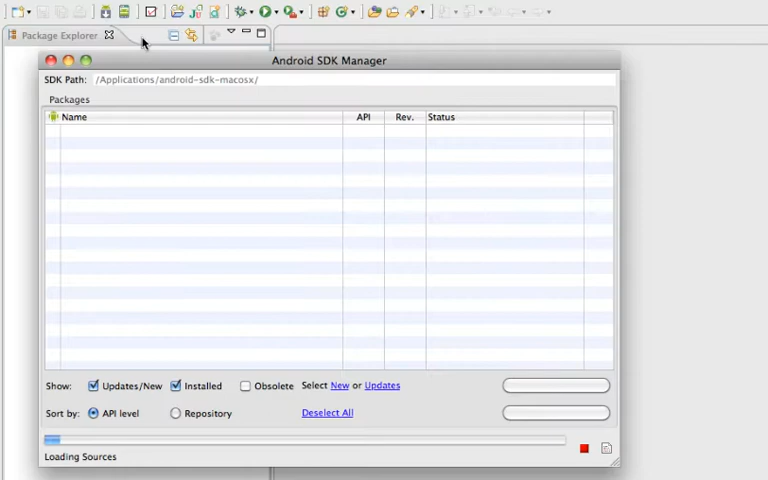 Package Explorer
Android SDK Manager
SDK Path: /Applications/android-sdk-macosx/
Packages
Name API Rev. Status
Show: Updates/New Installed Obsolete Select New or Updates
Sort by: API level Repository Deselect All
Loading Sources